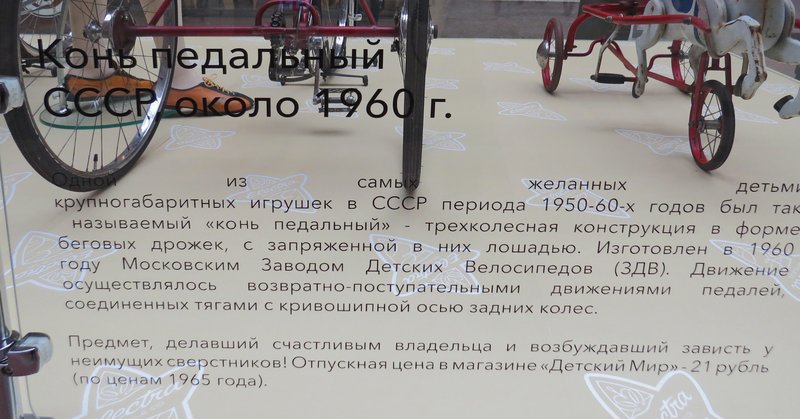 Конь педальный
СССР, около 1960 г.
Одной из самых желанных детьми
крупногабаритных игрушек в СССР периода 1950-60-х годов был так
называемый «конь педальный» - трехколесная конструкция в форме
беговых дрожек, с запряженной в них лошадью. Изготовлен в 1960
году Московским Заводом Детских Велосипедов (ЗДВ). Движение
осуществлялось возвратно-поступательными движениями педалей,
соединенных тягами с кривошипной осью задних колес.
Предмет, делавший счастливым владельца и возбуждавший зависть у
неимущих сверстников! Отпускная цена в магазине «Детский Мир» - 21 рубль
(по ценам 1965 года).